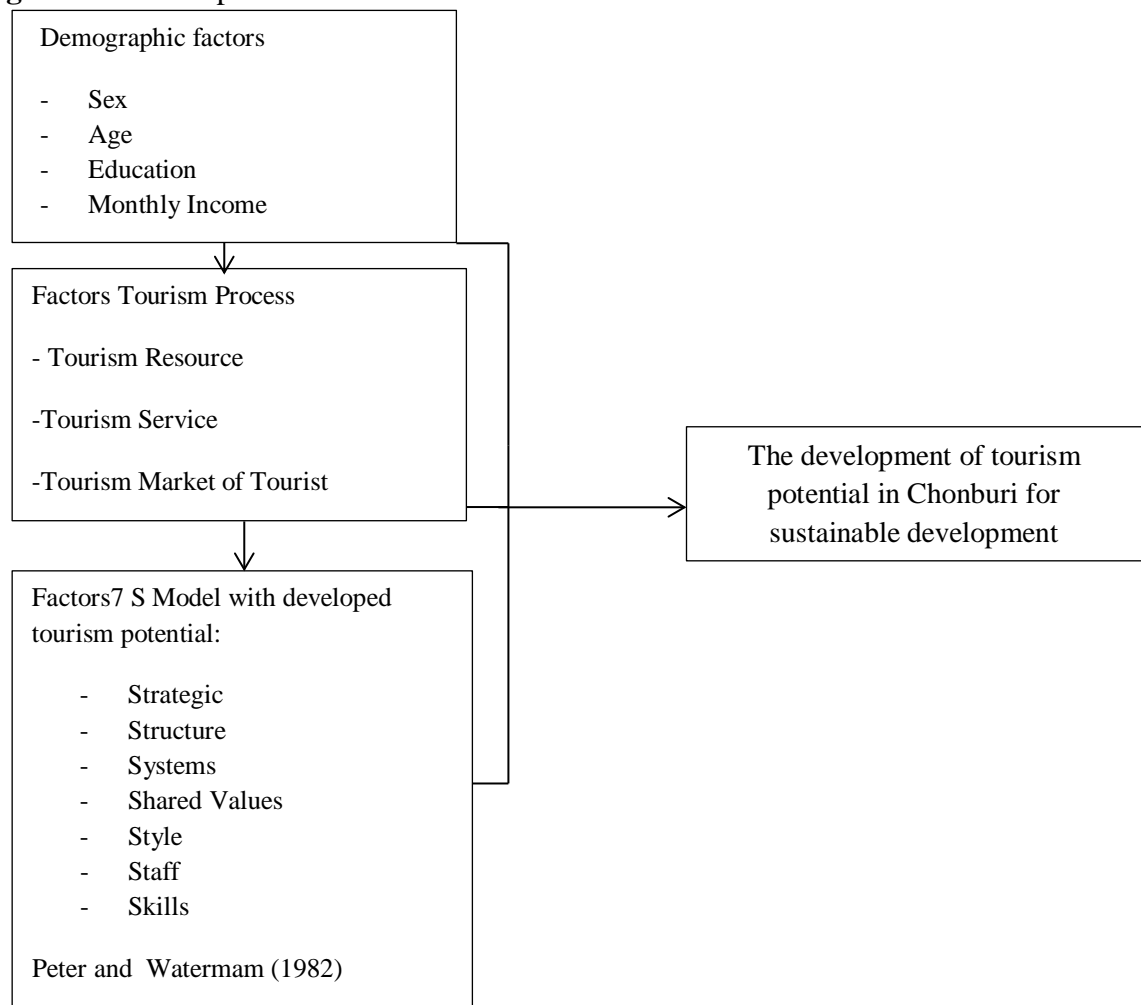 Demographic factors
- Sex
- Age
- Education
- Monthly Income
Factors Tourism Process
- Tourism Resource
-Tourism Service
-Tourism Market of Tourist
The development of tourism
potential in Chonburi for
sustainable development
Factors7 S Model with developed
tourism potential:
- Strategic
- Structure
- Systems
- Shared Values
- Style
- Staff
- Skills
Peter and Watermam (1982)